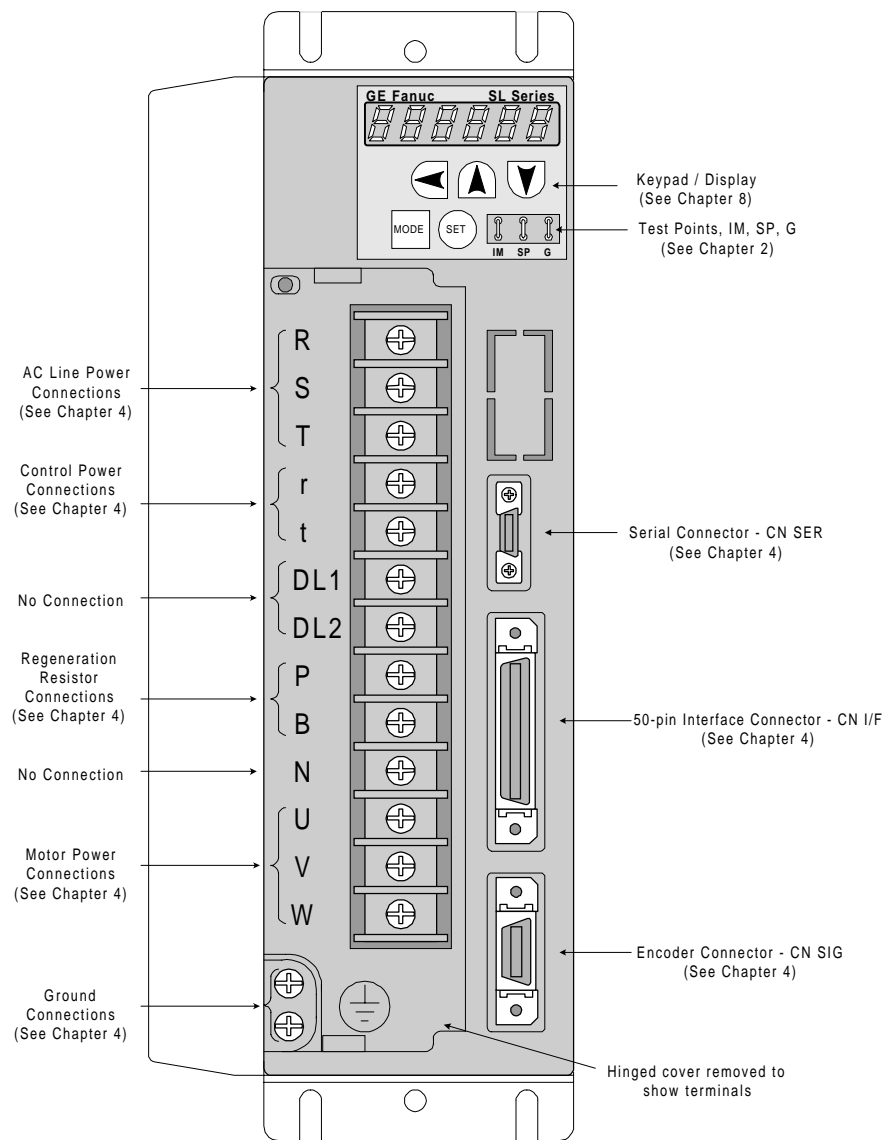 GE Fanuc SL Series
MODE
SET
IM SP G
Keypad / Display
(See Chapter 8)
Test Points, IM, SP, G
(See Chapter 2)
AC Line Power
Connections
(See Chapter 4)
R
S
T
Control Power
Connections
(See Chapter 4)
r
t
Serial Connector - CN SER
(See Chapter 4)
No Connection
DL1
DL2
Regeneration
Resistor
Connections
(See Chapter 4)
P
B
50-pin Interface Connector - CN I/F
(See Chapter 4)
No Connection
N
Motor Power
Connections
(See Chapter 4)
U
V
W
Encoder Connector - CN SIG
(See Chapter 4)
Ground
Connections
(See Chapter 4)
Hinged cover removed to
show terminals